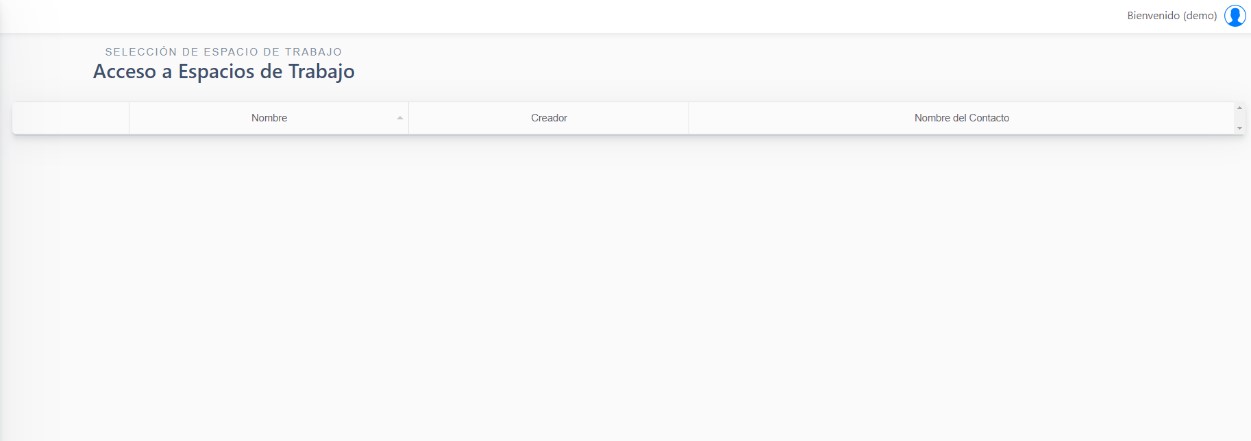 Bienvenido (demo)
SELECCIÓN DE ESPACIO DE TRABAJO
Acceso a Espacios de Trabajo
Nombre Creador Nombre del Contacto